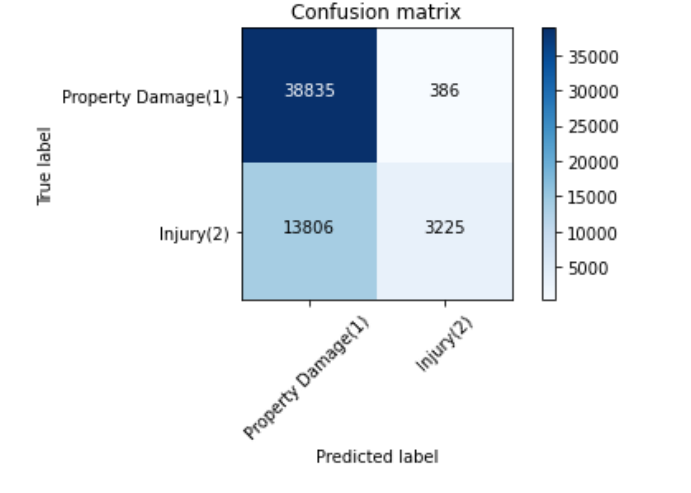 Confusion matrix
Property Damage(1)
38835
386
Injury(2)
13806
3225
True label
Property Damage(1)
Injury(2)
Predicted label
35000
30000
25000
20000
15000
10000
5000